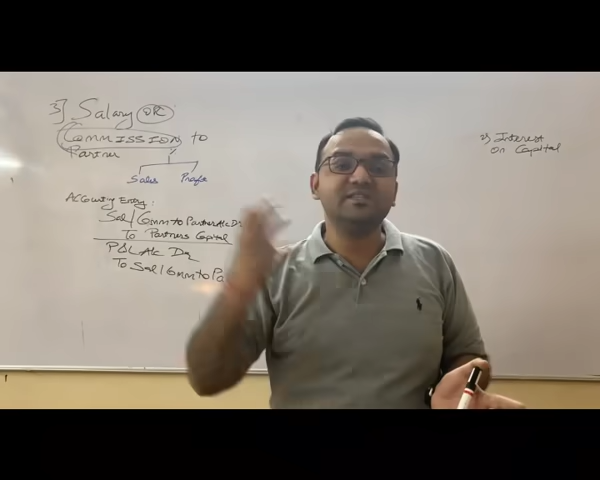 3] Salary OR
Commission to
Partner
Sales Profit
Accounting Entry:
Sal/Comm to Partner A/c Dr
To Partners Capital
P&L A/c Dr
To Sal/Comm to Pa
2) Interest
on Capital